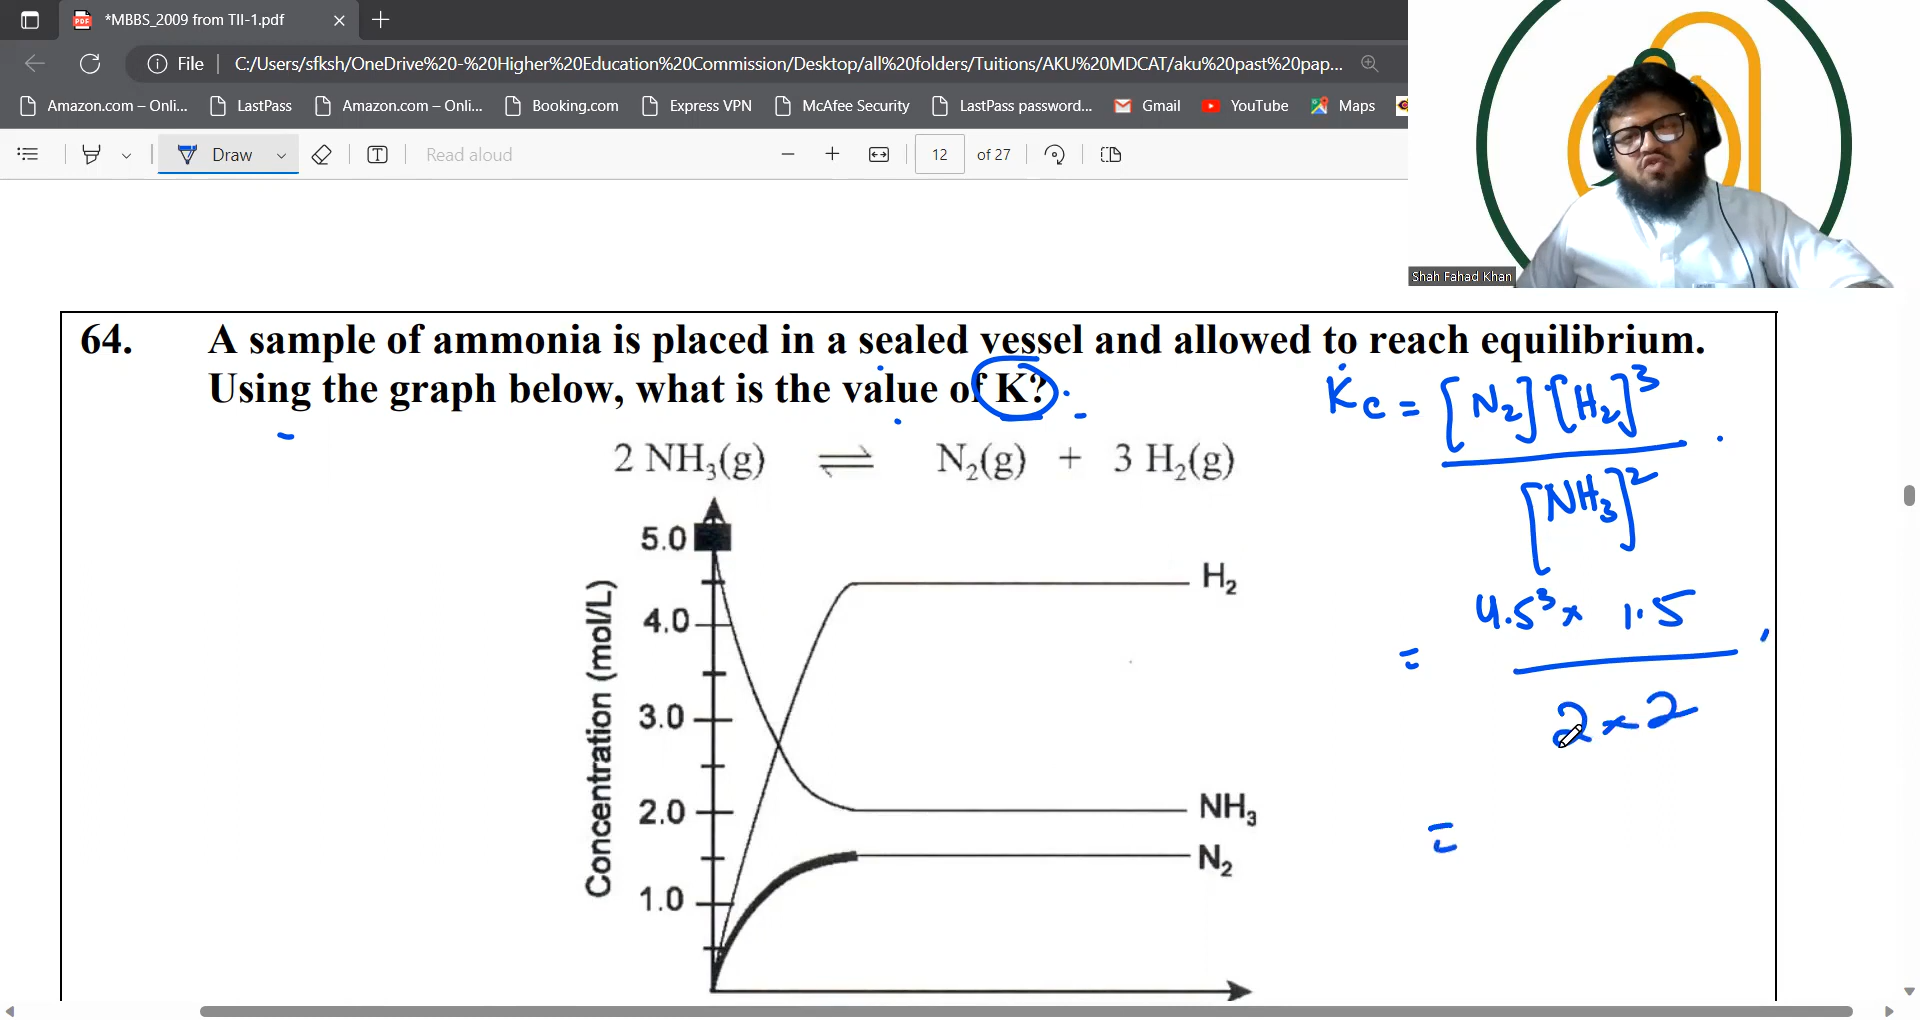 *MBBS_2009 from TII-1.pdf
File C:/Users/sfksh/OneDrive%20-%20Higher%20Education%20Commission/Desktop/all%20folders/Tuitions/AKU%20MDCAT/aku%20past%20pap...
Amazon.com – Onli... LastPass Amazon.com – Onli... Booking.com Express VPN McAfee Security LastPass password... Gmail YouTube Maps
Draw Read aloud 12 of 27
Shah Fahad Khan
64. A sample of ammonia is placed in a sealed vessel and allowed to reach equilibrium.
Using the graph below, what is the value of K?
Kc = [N₂][H₂]³
[NH₃]²
= 4.5³ × 1.5
2 × 2
=
2 NH₃(g) ⇌ N₂(g) + 3 H₂(g)
Concentration (mol/L)
5.0
4.0
3.0
2.0
1.0
H₂
NH₃
N₂